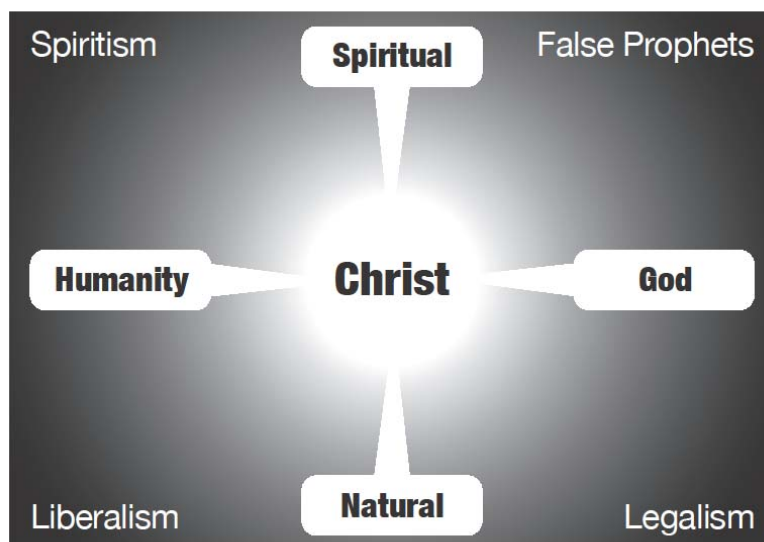 Spiritism
Spiritual
False Prophets
Humanity
Christ
God
Liberalism
Natural
Legalism